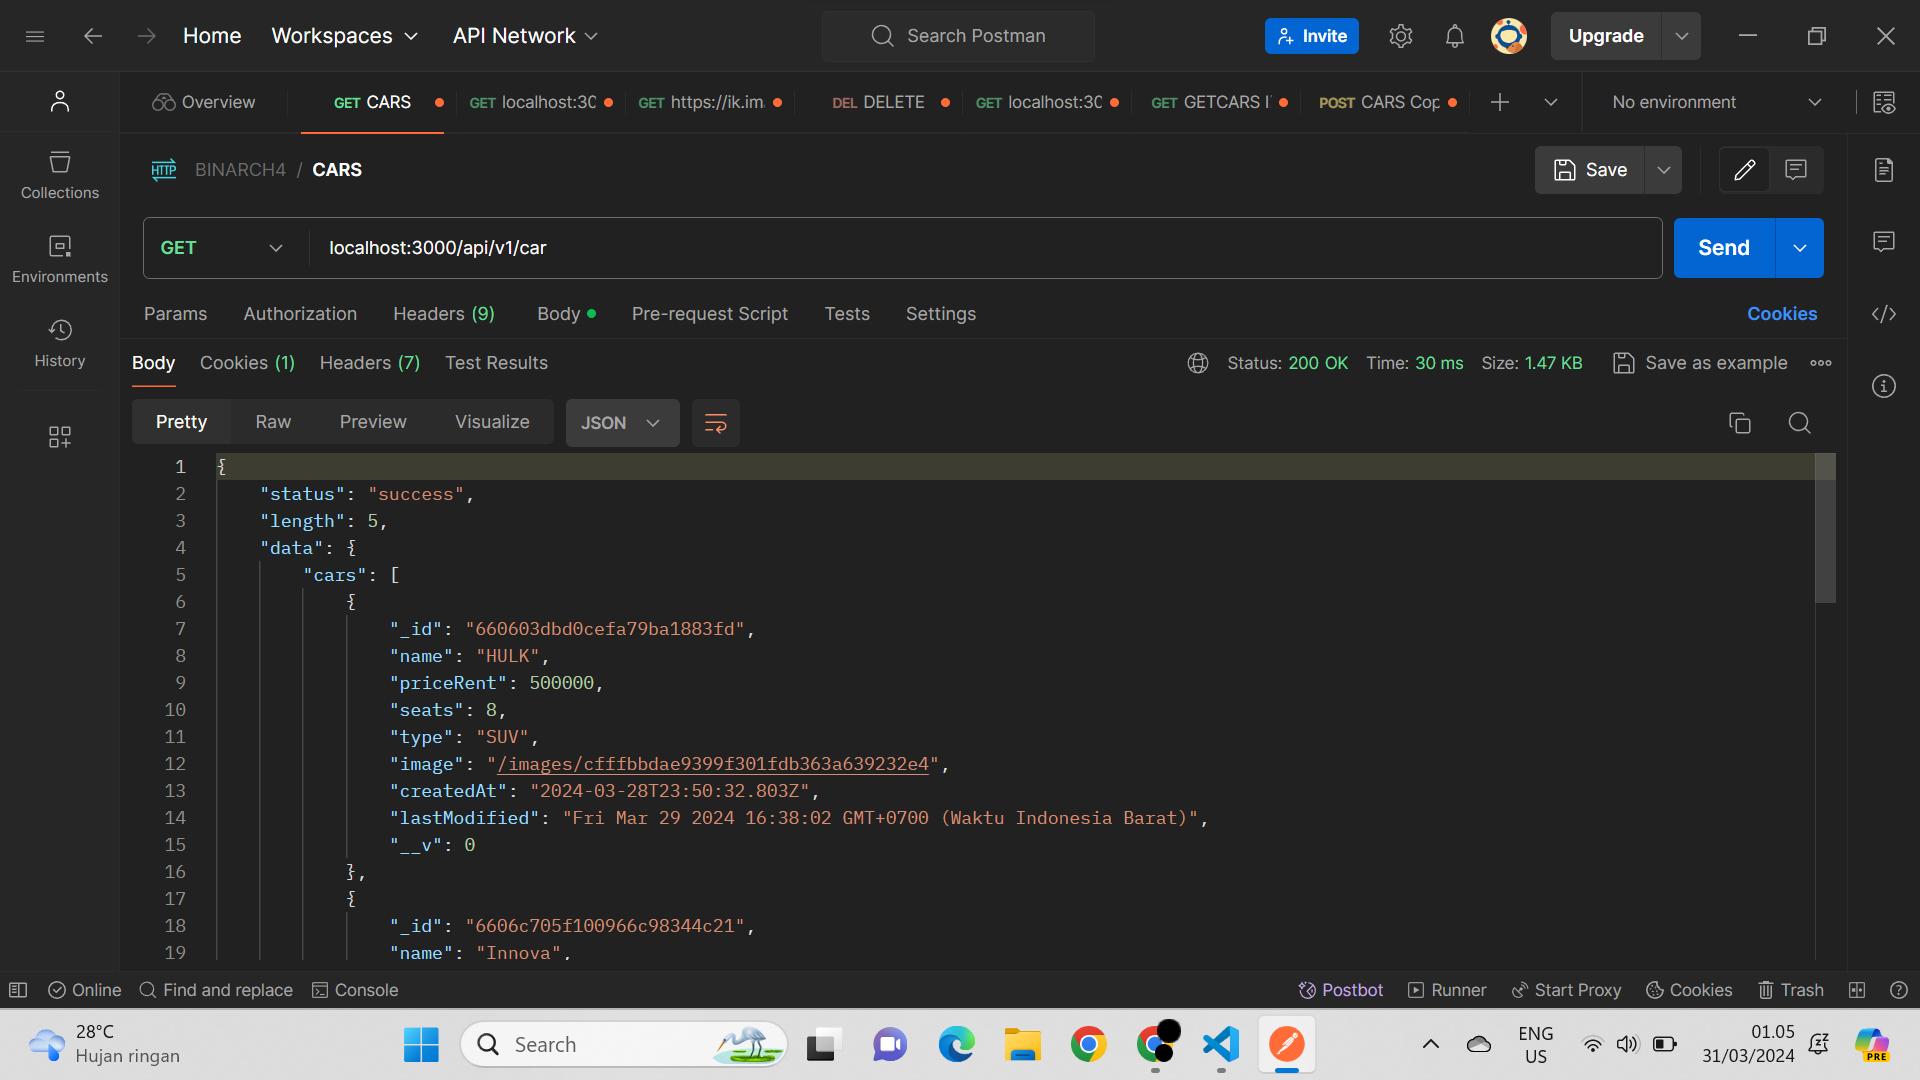 Home Workspaces API Network Search Postman Invite Upgrade
Overview GET CARS GET localhost:30 GET https://ik.im DEL DELETE GET localhost:30 GET GETCARS I POST CARS Cop No environment
HTTP BINARCH4 / CARS Save
Collections
GET localhost:3000/api/v1/car Send
Environments
Params Authorization Headers (9) Body Pre-request Script Tests Settings Cookies
History
Body Cookies (1) Headers (7) Test Results Status: 200 OK Time: 30 ms Size: 1.47 KB Save as example
Pretty Raw Preview Visualize JSON
1 {
2 "status": "success",
3 "length": 5,
4 "data": {
5 "cars": [
6 {
7 "_id": "660603dbd0cefa79ba1883fd",
8 "name": "HULK",
9 "priceRent": 500000,
10 "seats": 8,
11 "type": "SUV",
12 "image": "/images/cfffbbdae9399f301fdb363a639232e4",
13 "createdAt": "2024-03-28T23:50:32.803Z",
14 "lastModified": "Fri Mar 29 2024 16:38:02 GMT+0700 (Waktu Indonesia Barat)",
15 "__v": 0
16 },
17 {
18 "_id": "6606c705f100966c98344c21",
19 "name": "Innova",
Online Find and replace Console Postbot Runner Start Proxy Cookies Trash
28°C
Hujan ringan
Search
ENG
US
01.05
31/03/2024
PRE